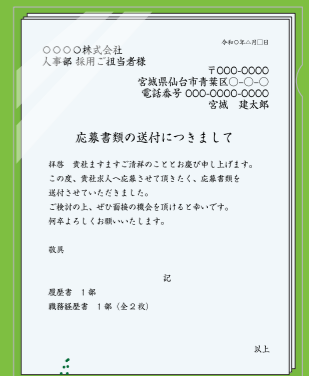 令和〇年△月□日
〇〇〇〇株式会社
人事部 採用ご担当者様
〒000-0000
宮城県仙台市青葉区〇-〇-〇
電話番号 000-0000-0000
宮城 建太郎
応募書類の送付につきまして
拝啓 貴社ますますご清祥のこととお慶び申し上げます。
この度、貴社求人へ応募させて頂きたく、応募書類を
送付させていただきました。
ご検討の上、ぜひ面接の機会を頂けると幸いです。
何卒よろしくお願いいたします。
敬具
記
履歴書 1部
職務経歴書 1部（全２枚）
以上